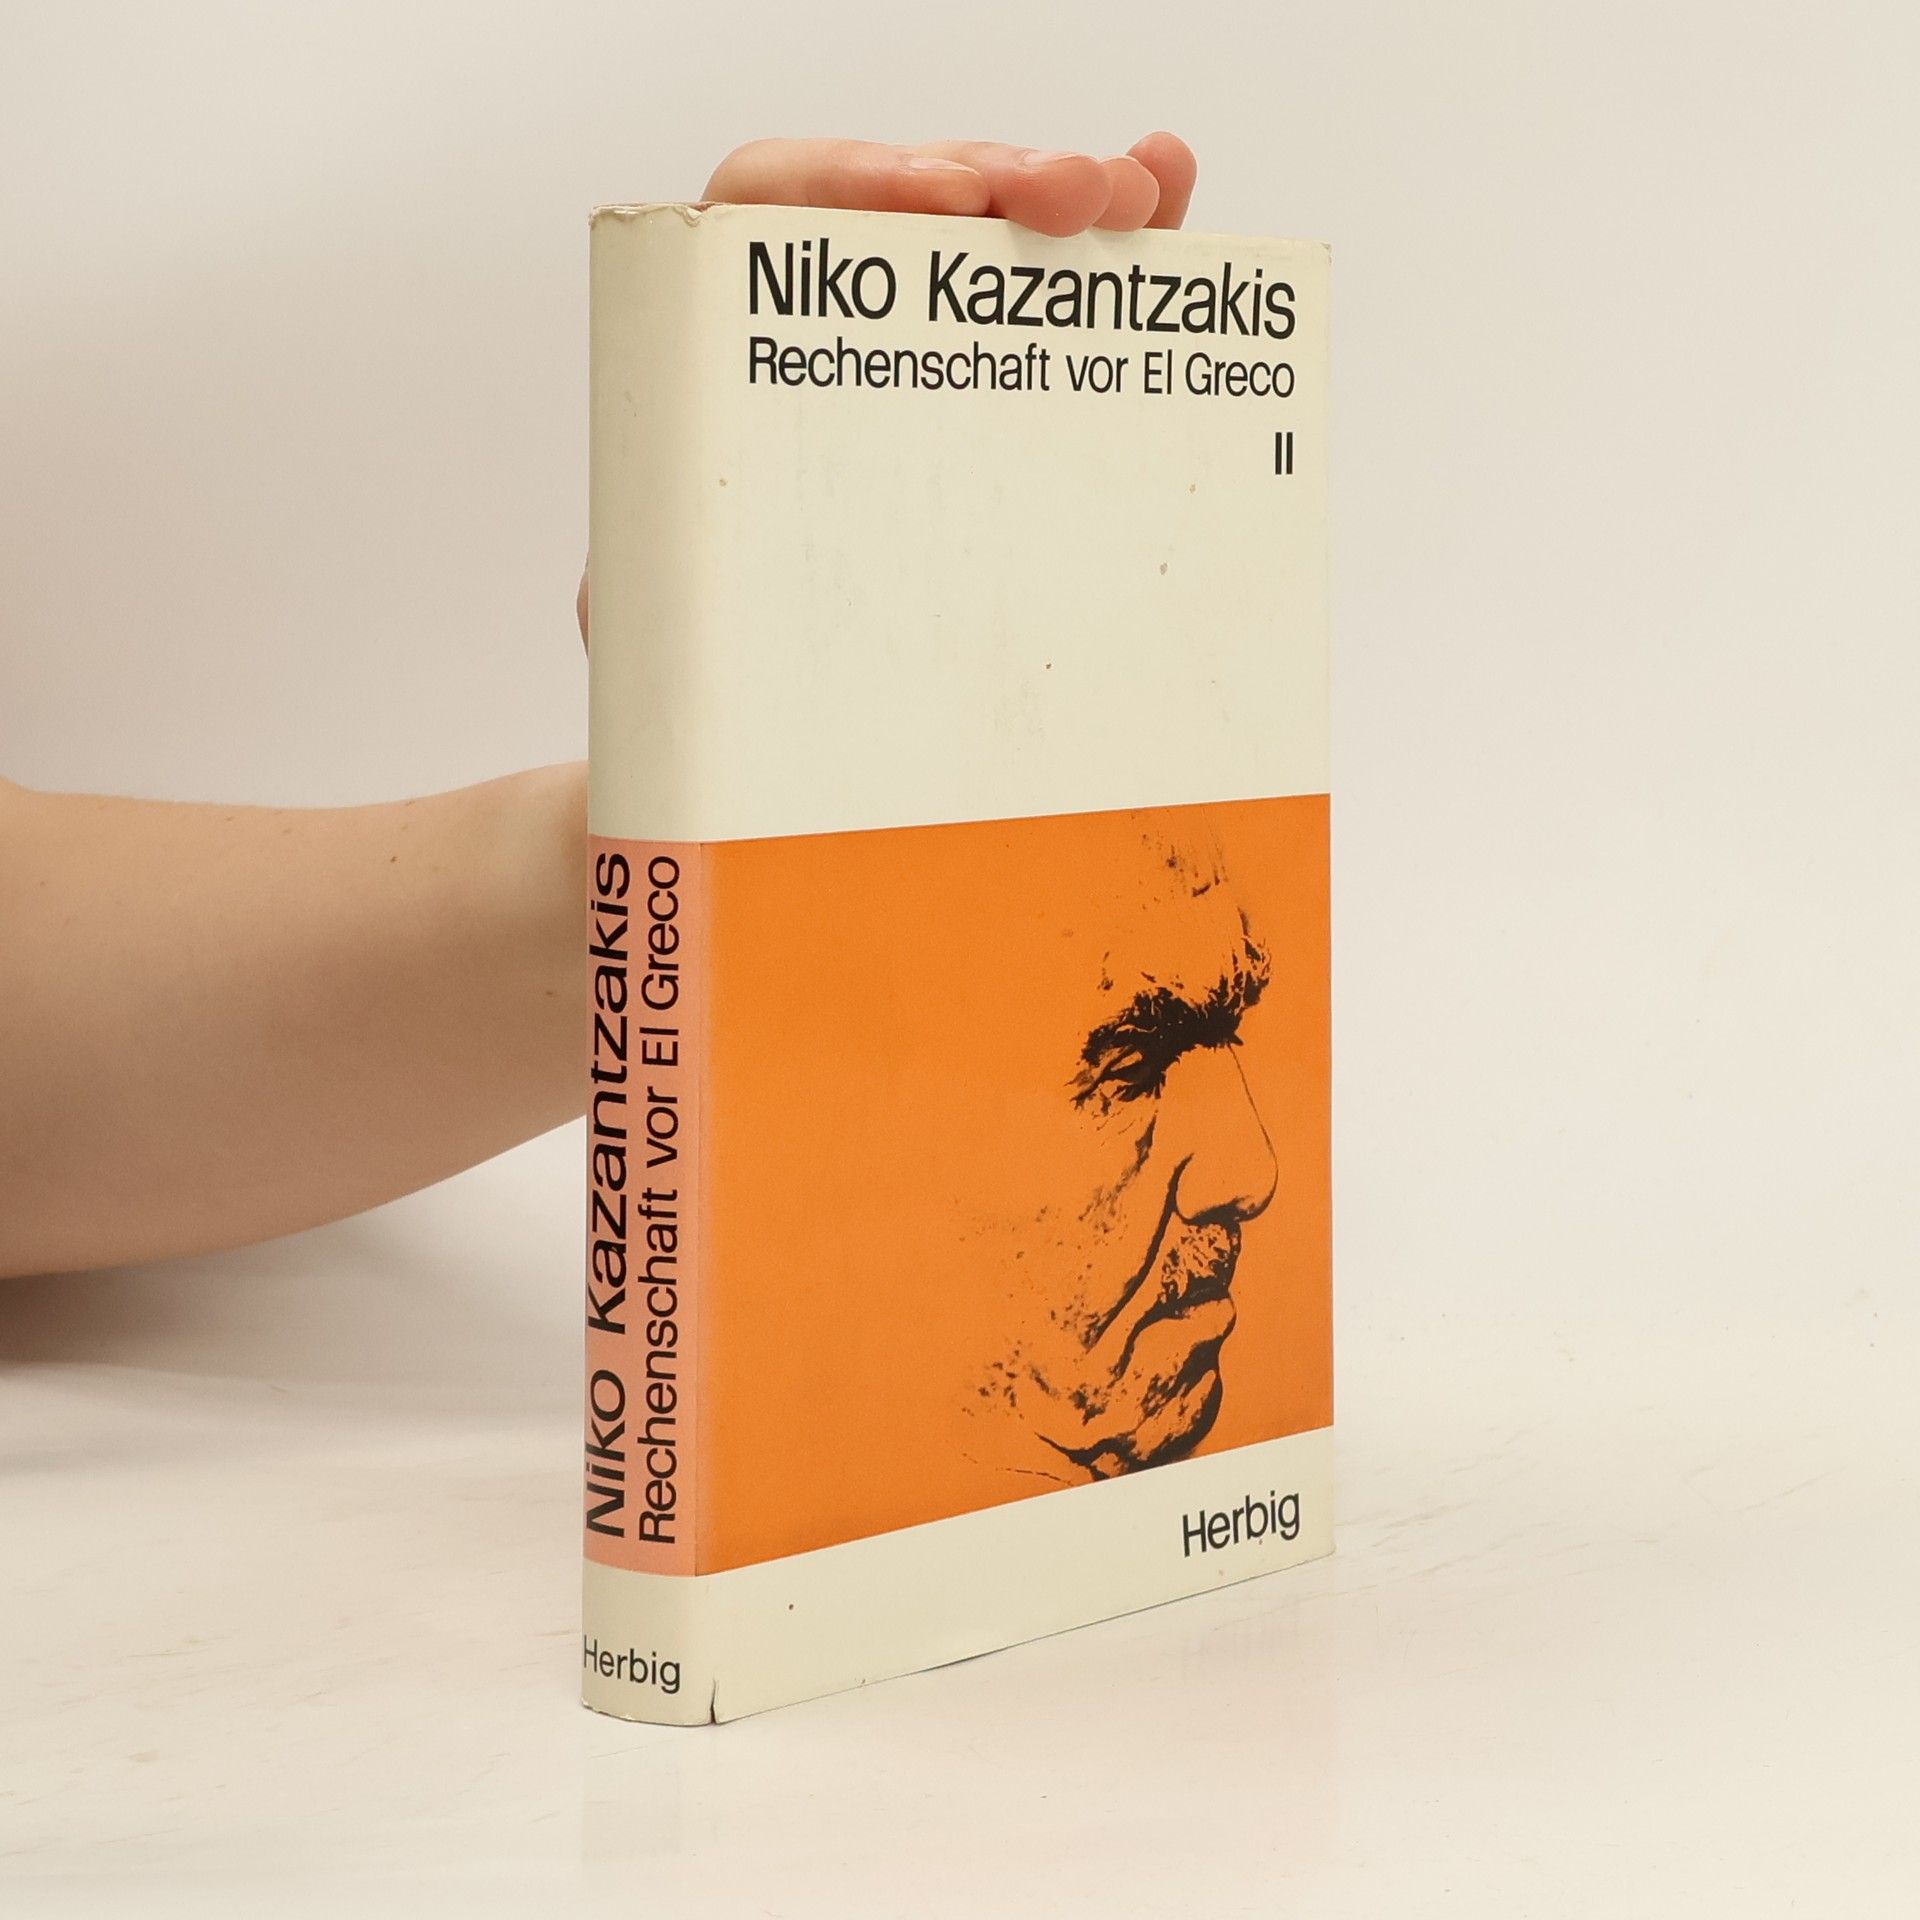 Niko Kazantzakis
Rechenschaft vor El Greco
II
Herbig
Niko Kazantzakis
Rechenschaft vor El Greco
Herbig